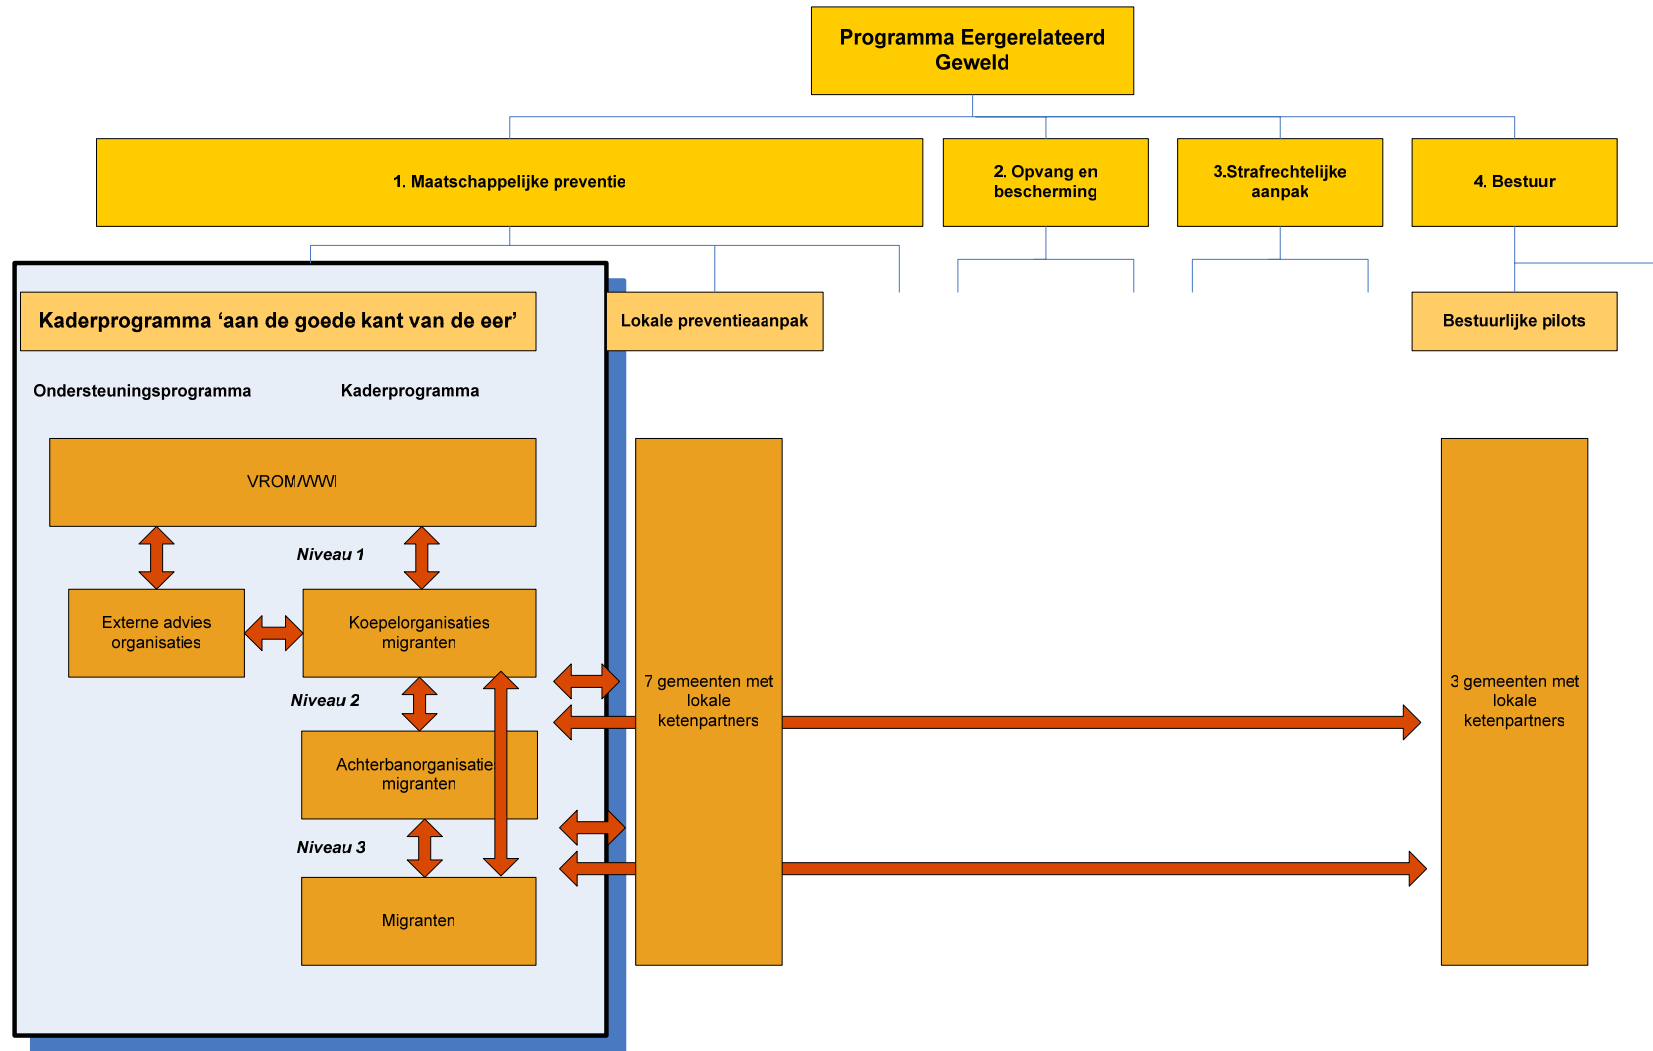 Programma Eergerelateerd
Geweld
1. Maatschappelijke preventie
2. Opvang en
bescherming
3.Strafrechtelijke
aanpak
4. Bestuur
Kaderprogramma ‘aan de goede kant van de eer’
Lokale preventieaanpak
Bestuurlijke pilots
Ondersteuningsprogramma
Kaderprogramma
VROM/WWI
Niveau 1
Externe advies
organisaties
Koepelorganisaties
migranten
Niveau 2
7 gemeenten met
lokale
ketenpartners
3 gemeenten met
lokale
ketenpartners
Achterbanorganisaties
migranten
Niveau 3
Migranten